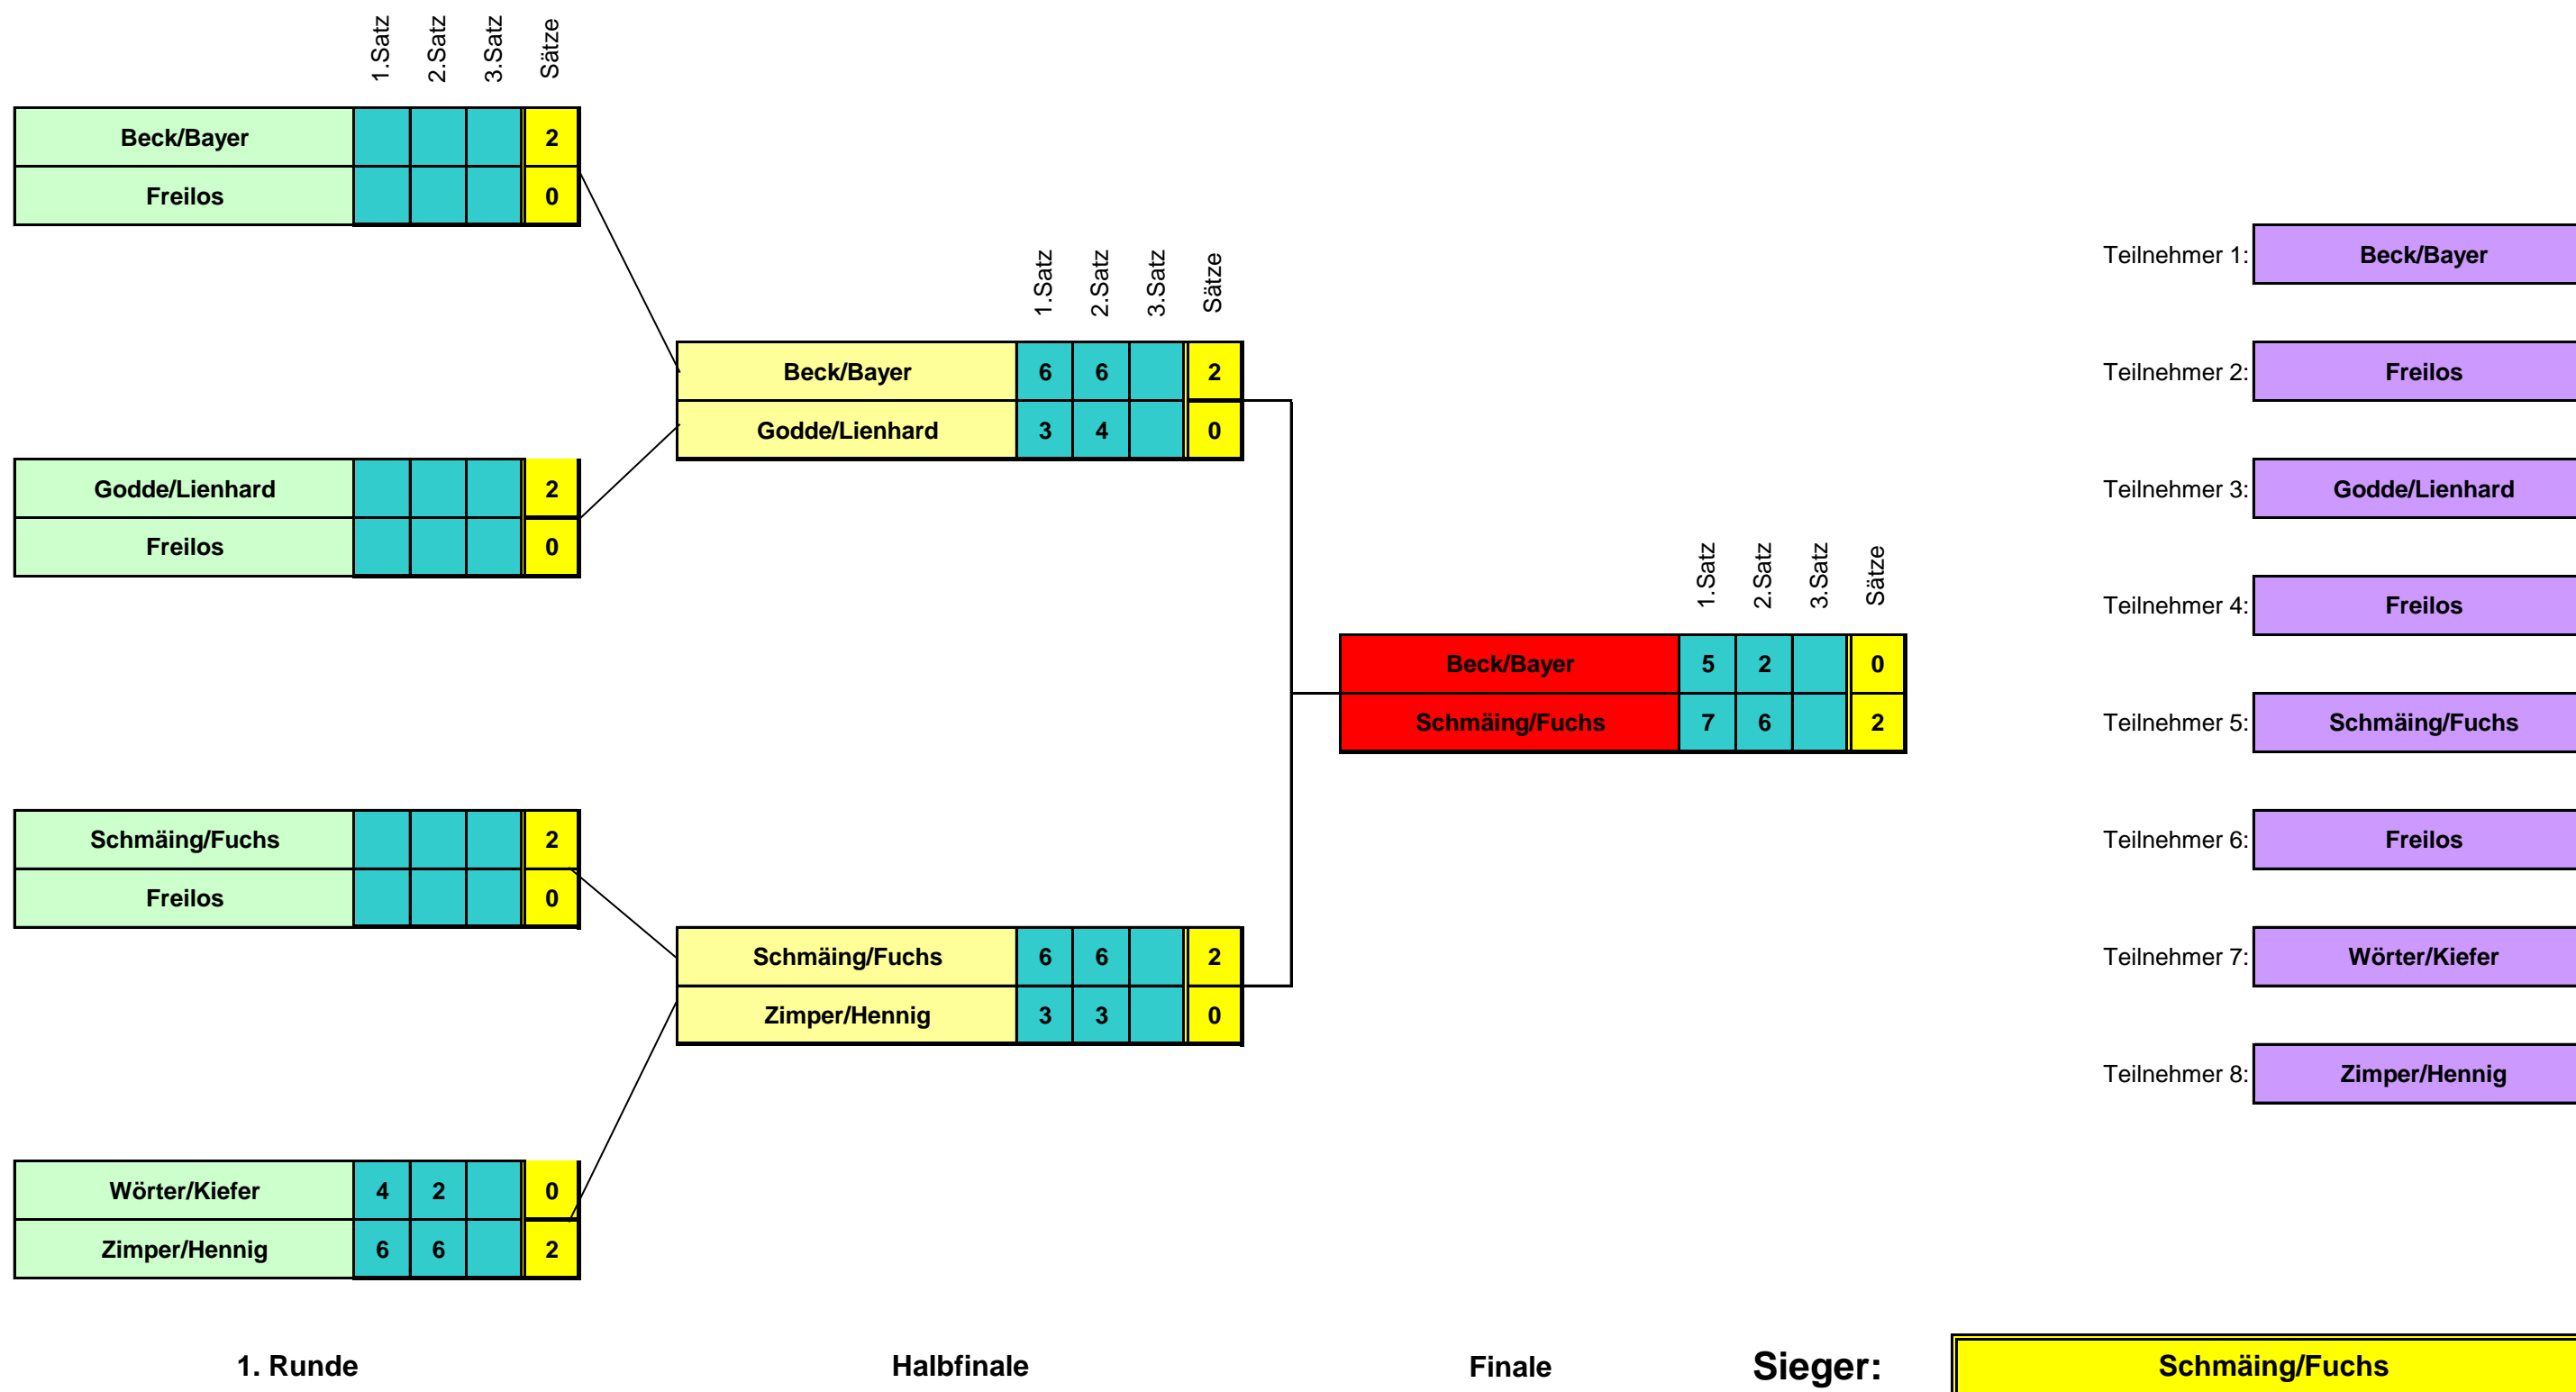 1.Satz 2.Satz 3.Satz Sätze
Beck/Bayer 2
Freilos 0
Godde/Lienhard 2
Freilos 0
Schmäing/Fuchs 2
Freilos 0
Wörter/Kiefer 4 2 0
Zimper/Hennig 6 6 2
1. Runde
1.Satz 2.Satz 3.Satz Sätze
Beck/Bayer 6 6 2
Godde/Lienhard 3 4 0
Schmäing/Fuchs 6 6 2
Zimper/Hennig 3 3 0
Halbfinale
1.Satz 2.Satz 3.Satz Sätze
Beck/Bayer 5 2 0
Schmäing/Fuchs 7 6 2
Finale
Teilnehmer 1: Beck/Bayer
Teilnehmer 2: Freilos
Teilnehmer 3: Godde/Lienhard
Teilnehmer 4: Freilos
Teilnehmer 5: Schmäing/Fuchs
Teilnehmer 6: Freilos
Teilnehmer 7: Wörter/Kiefer
Teilnehmer 8: Zimper/Hennig
Sieger: Schmäing/Fuchs